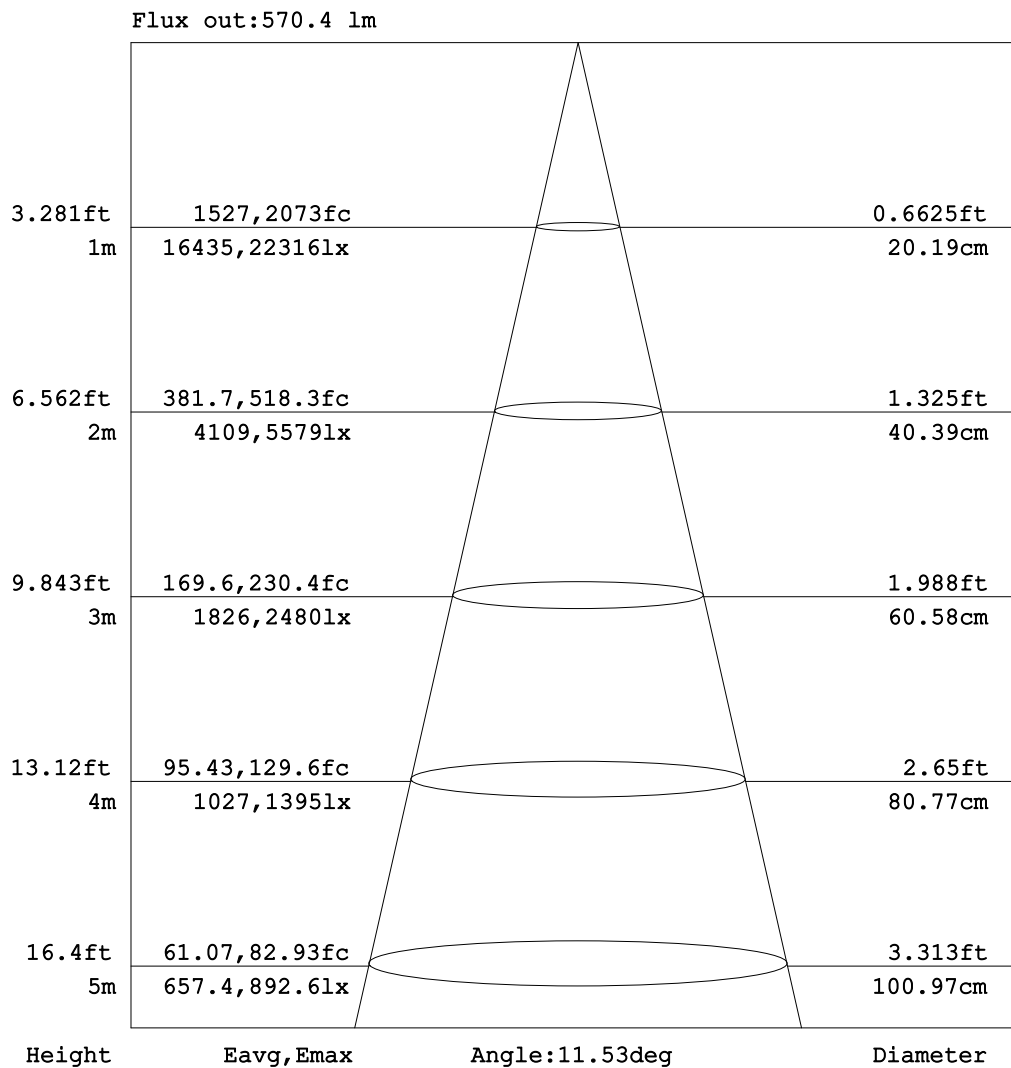 Flux out:570.4 lm
3.281ft 1527,2073fc 0.6625ft
1m 16435,22316lx 20.19cm
6.562ft 381.7,518.3fc 1.325ft
2m 4109,5579lx 40.39cm
9.843ft 169.6,230.4fc 1.988ft
3m 1826,2480lx 60.58cm
13.12ft 95.43,129.6fc 2.65ft
4m 1027,1395lx 80.77cm
16.4ft 61.07,82.93fc 3.313ft
5m 657.4,892.6lx 100.97cm
Height Eavg,Emax Angle:11.53deg Diameter